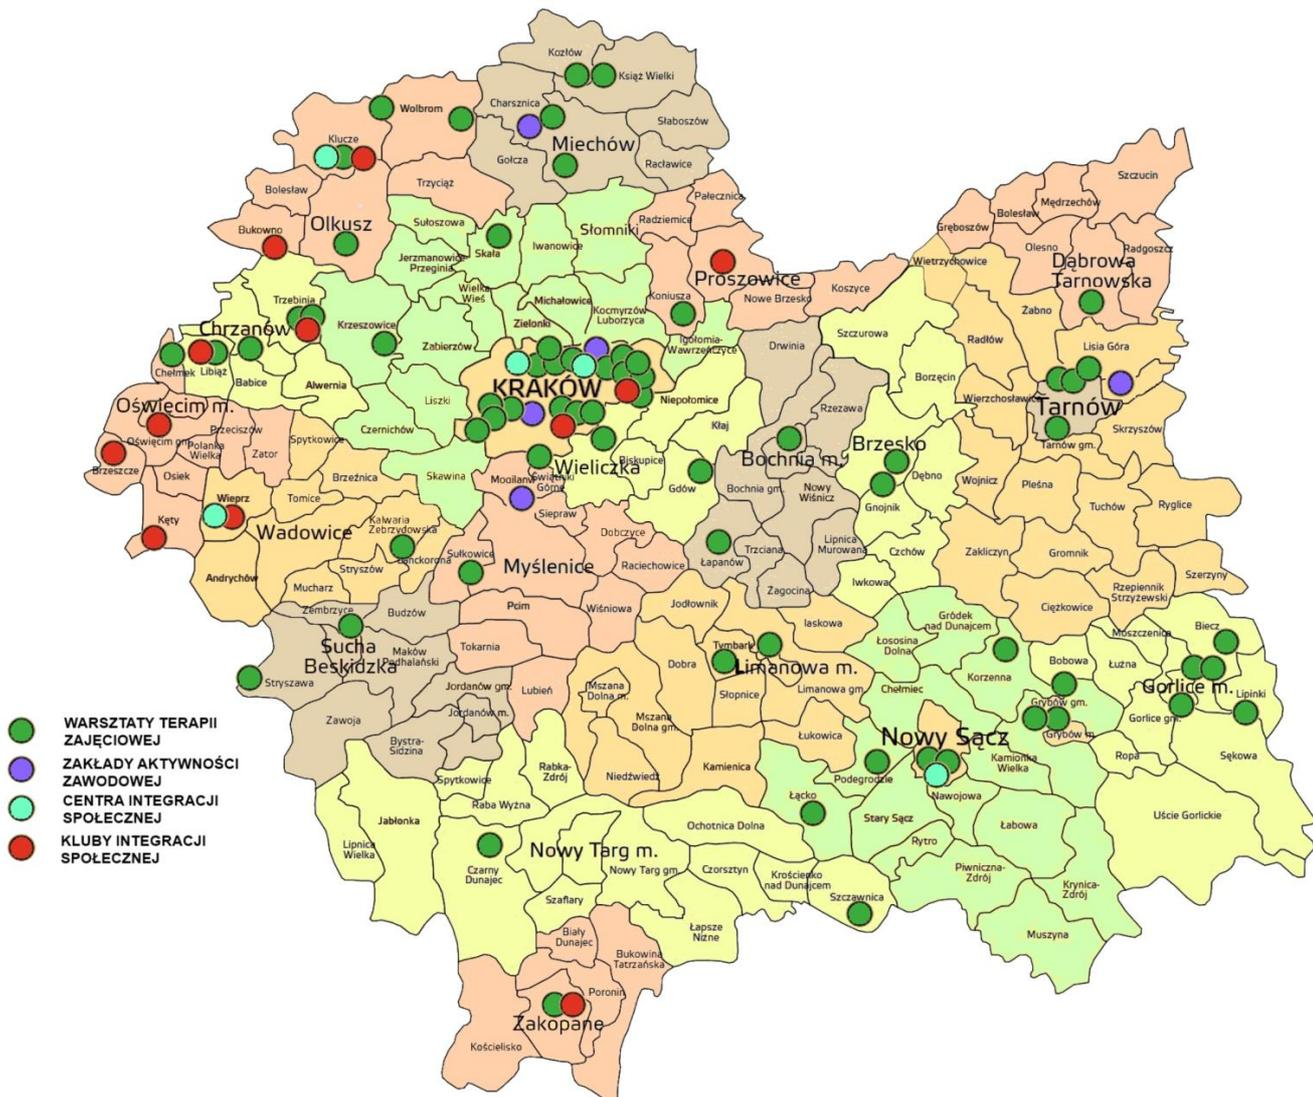 Kozłów
Książ Wielki
Charsznica
Słaboszów
Miechów
Gołcza
Racławice
Wolbrom
Klucze
Bolesław
Trzyciąż
Bukowno
Olkusz
Sułoszowa
Skała
Iwanowice
Słomniki
Jerzmanowice
Przeginia
Wielka
Wieś
Michałowice
Kocmyrzów
Luborzyca
Zielonki
Pałecznica
Radziemice
Proszowice
Koniusza
Nowe Brzesko
Koszyce
Igołomia-
Wawrzeńczyce
Szczucin
Mędrzechów
Bolesław
Gręboszów
Olesno
Radgoszcz
Dąbrowa
Tarnowska
Wietrzychowice
Żabno
Radłów
Lisia Góra
Wierzchosławice
Tarnów
Tarnów gm.
Skrzyszów
Trzebinia
Chrzanów
Krzeszowice
Zabierzów
Chełmek
Libiąż
Babice
Alwernia
Liszki
Czernichów
KRAKÓW
Niepołomice
Drwinia
Szczurowa
Borzęcin
Rzezawa
Kłaj
Oświęcim m.
Oświęcim gm.
Przeciszów
Polanka
Wielka
Zator
Brzeszcze
Osiek
Spytkowice
Brzeźnica
Skawina
Wieliczka
Biskupice
Świątniki
Górne
Mogilany
Siepraw
Gdów
Bochnia m.
Bochnia gm.
Nowy
Wiśnicz
Brzesko
Dębno
Gnojnik
Wojnicz
Pleśna
Tuchów
Ryglice
Kęty
Wieprz
Tomice
Wadowice
Kalwaria
Zebrzydowska
Lanckorona
Andrychów
Mucharz
Stryszów
Sułkowice
Myślenice
Dobczyce
Raciechowice
Łapanów
Trzciana
Lipnica
Murowana
Czchów
Iwkowa
Zakliczyn
Gromnik
Rzepiennik
Strzyżewski
Szerzyny
Ciężkowice
Zembrzyce
Budzów
Sucha
Beskidzka
Maków
Podhalański
Stryszawa
Zawoja
Jordanów gm.
Jordanów m.
Bystra-
Sidzina
Pcim
Wiśniowa
Tokarnia
Lubień
Jodłownik
Tymbark
Dobra
Limanowa m.
Limanowa gm.
Słopnice
Mszana
Dolna m.
Mszana
Dolna gm.
Niedźwiedź
Kamienica
Łukowica
Gródek
nad Dunajcem
Łososina
Dolna
Korzenna
Chełmiec
Nowy Sącz
Kamionka
Wielka
Nawojowa
Podegrodzie
Łącko
Stary Sącz
Rytro
Łabowa
Piwniczna-
Zdrój
Krynica-
Zdrój
Muszyna
Moszczenica
Biecz
Bobowa
Łużna
Gorlice m.
Gorlice gm.
Lipinki
Grybów gm.
Grybów m.
Ropa
Sękowa
Uście Gorlickie
Spytkowice
Rabka-
Zdrój
Raba Wyżna
Jabłonka
Lipnica
Wielka
Czarny
Dunajec
Nowy Targ m.
Nowy Targ gm.
Szaflary
Ochotnica Dolna
Czorsztyn
Krościenko
nad Dunajcem
Szczawnica
Łapsze
Niżne
Biały
Dunajec
Bukowina
Tatrzańska
Poronin
Zakopane
Kościelisko
WARSZTATY TERAPII
ZAJĘCIOWEJ
ZAKŁADY AKTYWNOŚCI
ZAWODOWEJ
CENTRA INTEGRACJI
SPOŁECZNEJ
KLUBY INTEGRACJI
SPOŁECZNEJ